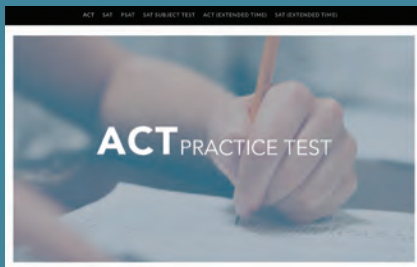 ACT SAT PSAT SAT SUBJECT TEST ACT (EXTENDED TIME) SAT (EXTENDED TIME)
ACT PRACTICE TEST